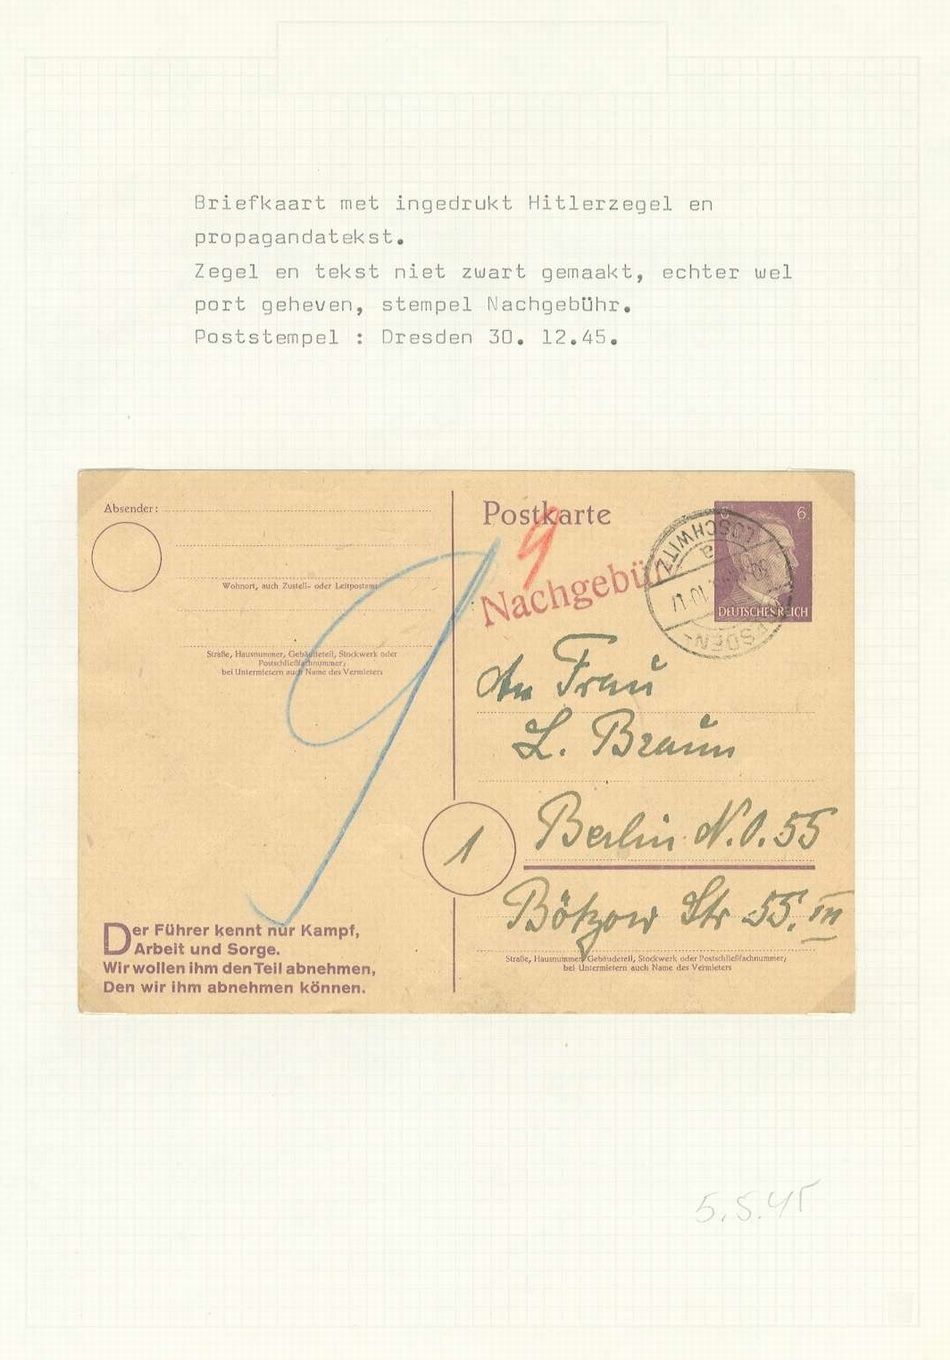 Briefkaart met ingedrukt Hitlerzegel en
propagandatekst.
Zegel en tekst niet zwart gemaakt, echter wel
port geheven, stempel Nachgebühr.
Poststempel : Dresden 30. 12.45.
Absender:
Wohnort, auch Zustell- oder Leitpostamt
Straße, Hausnummer, Gebäudeteil, Stockwerk oder
Postschließfachnummer;
bei Untermietern auch Name des Vermieters
9
Postkarte
9
Nachgebühr
6
DEUTSCHES REICH
LOSCHWITZ
a
An Frau
L. Braun
1
Berlin N.O. 55
Bötzow Str 55. III
Straße, Hausnummer, Gebäudeteil, Stockwerk oder Postschließfachnummer;
bei Untermietern auch Name des Vermieters
Der Führer kennt nur Kampf,
Arbeit und Sorge.
Wir wollen ihm den Teil abnehmen,
Den wir ihm abnehmen können.
5.5.45